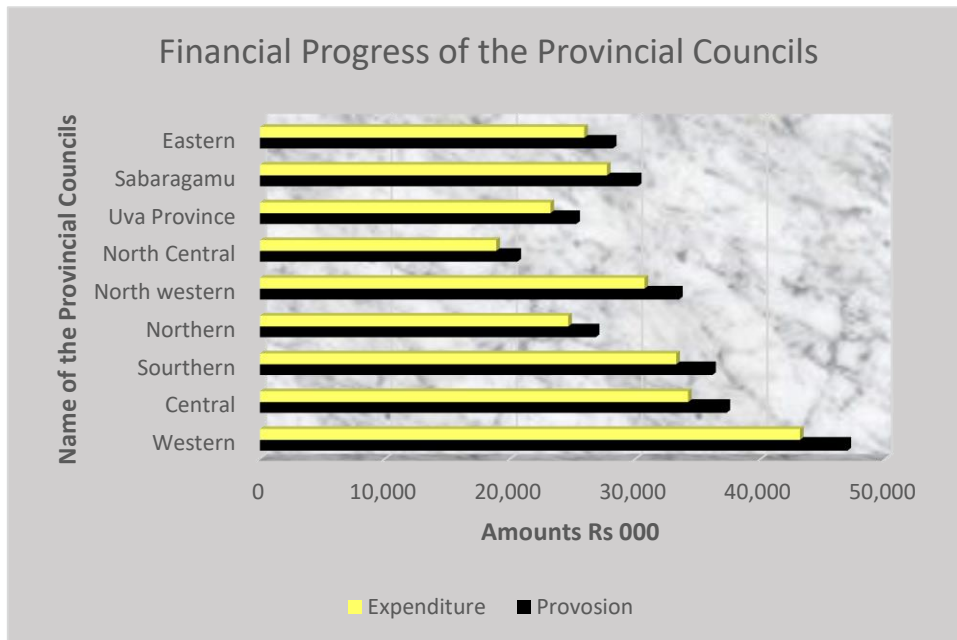 Financial Progress of the Provincial Councils
Name of the Provincial Councils
Eastern
Sabaragamu
Uva Province
North Central
North western
Northern
Sourthern
Central
Western
0 10,000 20,000 30,000 40,000 50,000
Amounts Rs 000
Expenditure Provosion